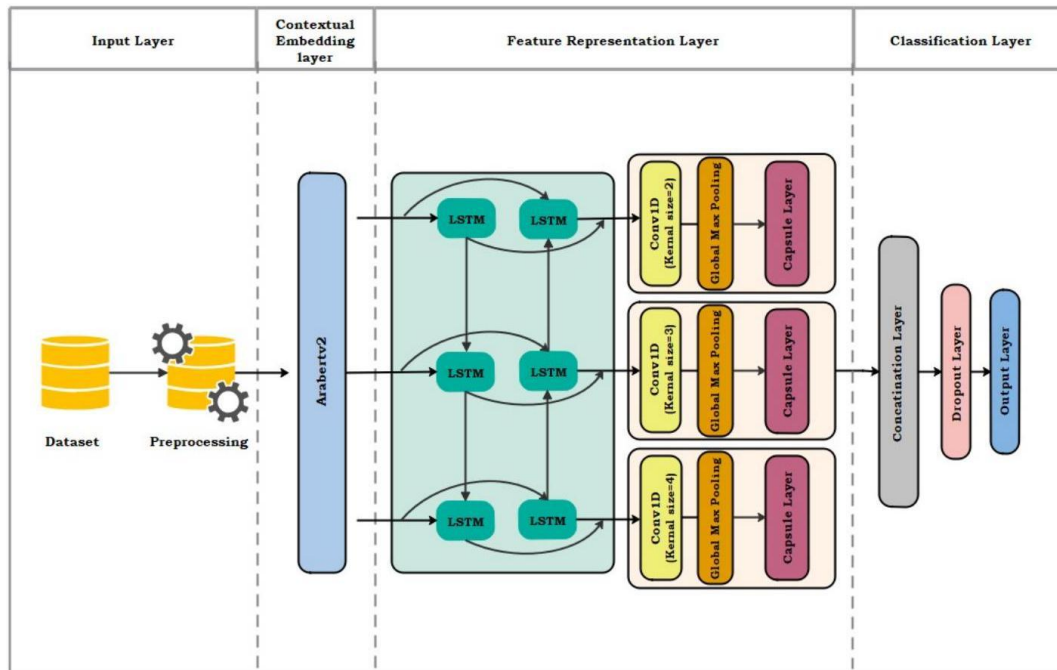 Input Layer
Contextual
Embedding
layer
Feature Representation Layer
Classification Layer
Dataset
Preprocessing
Arabertv2
LSTM
LSTM
LSTM
LSTM
LSTM
LSTM
Conv1D
(Kernal size=2)
Global Max Pooling
Capsule Layer
Conv1D
(Kernal size=3)
Global Max Pooling
Capsule Layer
Conv1D
(Kernal size=4)
Global Max Pooling
Capsule Layer
Concatination Layer
Dropout Layer
Output Layer